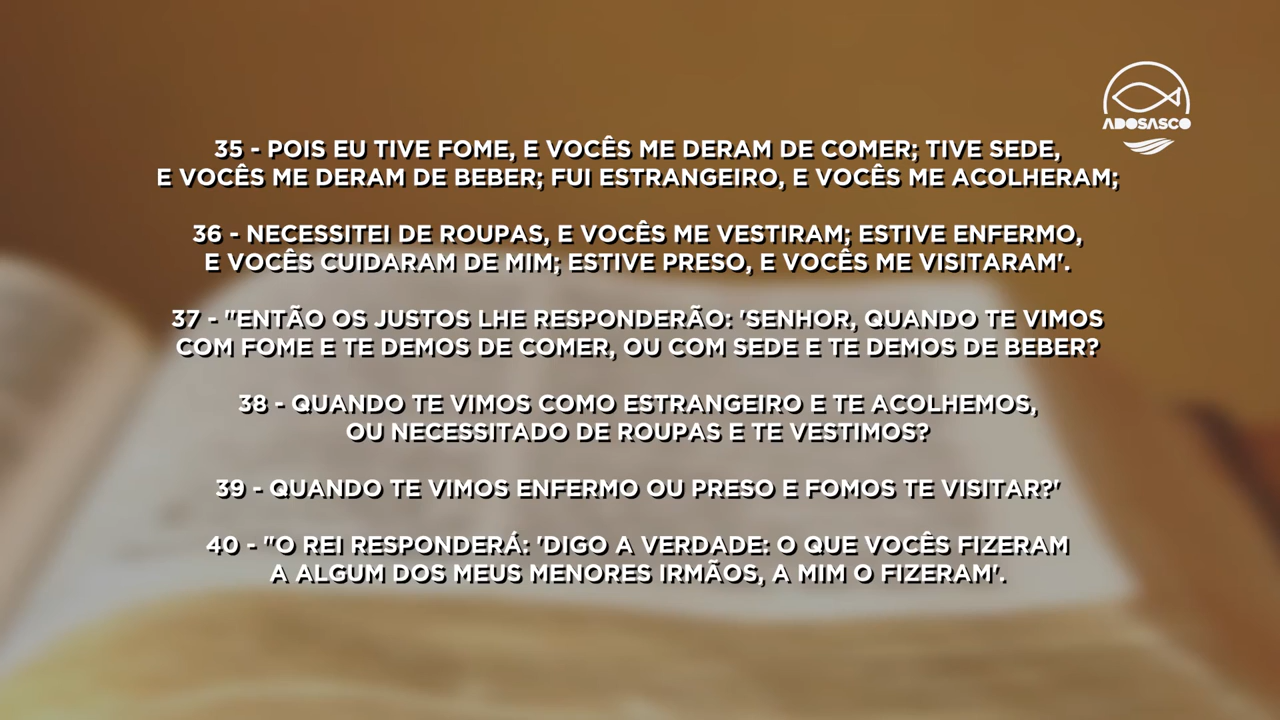 ADOSASCO
35 - POIS EU TIVE FOME, E VOCÊS ME DERAM DE COMER; TIVE SEDE,
E VOCÊS ME DERAM DE BEBER; FUI ESTRANGEIRO, E VOCÊS ME ACOLHERAM;
36 - NECESSITEI DE ROUPAS, E VOCÊS ME VESTIRAM; ESTIVE ENFERMO,
E VOCÊS CUIDARAM DE MIM; ESTIVE PRESO, E VOCÊS ME VISITARAM'.
37 - "ENTÃO OS JUSTOS LHE RESPONDERÃO: 'SENHOR, QUANDO TE VIMOS
COM FOME E TE DEMOS DE COMER, OU COM SEDE E TE DEMOS DE BEBER?
38 - QUANDO TE VIMOS COMO ESTRANGEIRO E TE ACOLHEMOS,
OU NECESSITADO DE ROUPAS E TE VESTIMOS?
39 - QUANDO TE VIMOS ENFERMO OU PRESO E FOMOS TE VISITAR?'
40 - "O REI RESPONDERÁ: 'DIGO A VERDADE: O QUE VOCÊS FIZERAM
A ALGUM DOS MEUS MENORES IRMÃOS, A MIM O FIZERAM'.